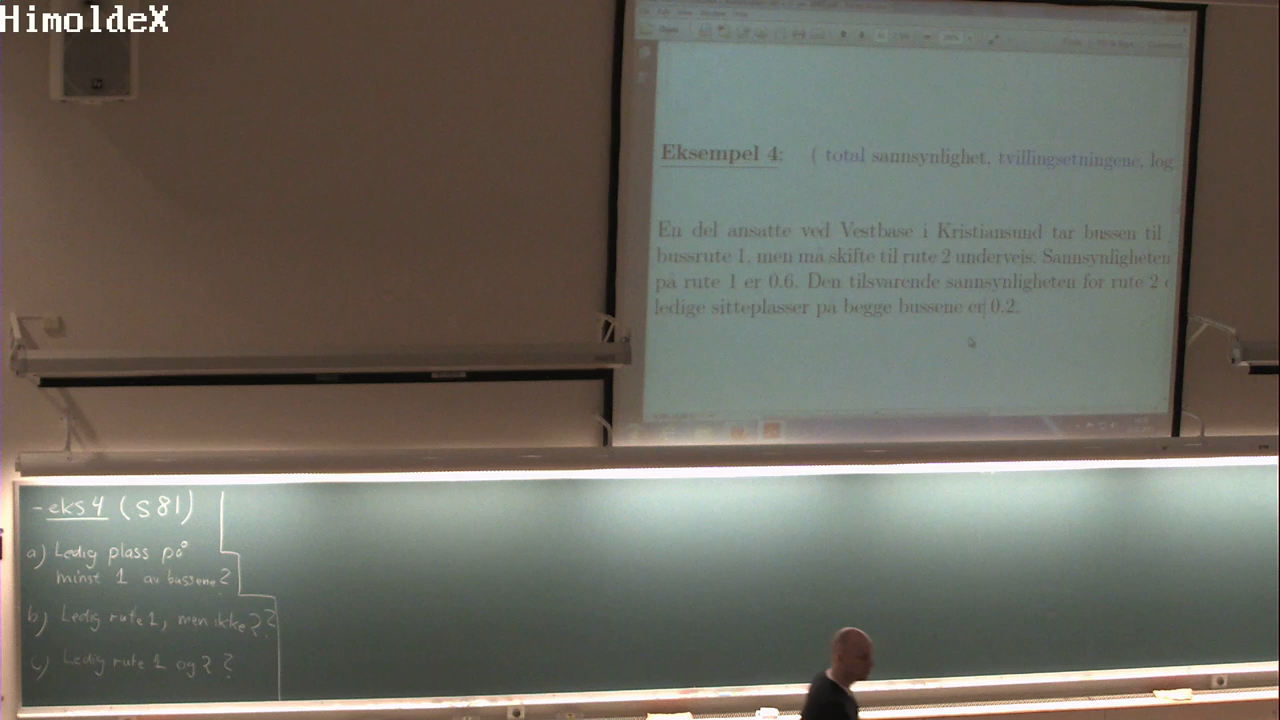 HimoldeX
Eksempel 4: ( total sannsynlighet, tvillingsetningene, log
En del ansatte ved Vestbase i Kristiansund tar bussen til
bussrute 1, men må skifte til rute 2 underveis. Sannsynligheten
på rute 1 er 0.6. Den tilsvarende sannsynligheten for rute 2
ledige sitteplasser på begge bussene er 0.2.
- eks 4 (s 81)
a) Ledig plass på
minst 1 av bussene?
b) Ledig rute 1, men ikke 2?
c) Ledig rute 1 og 2 ?